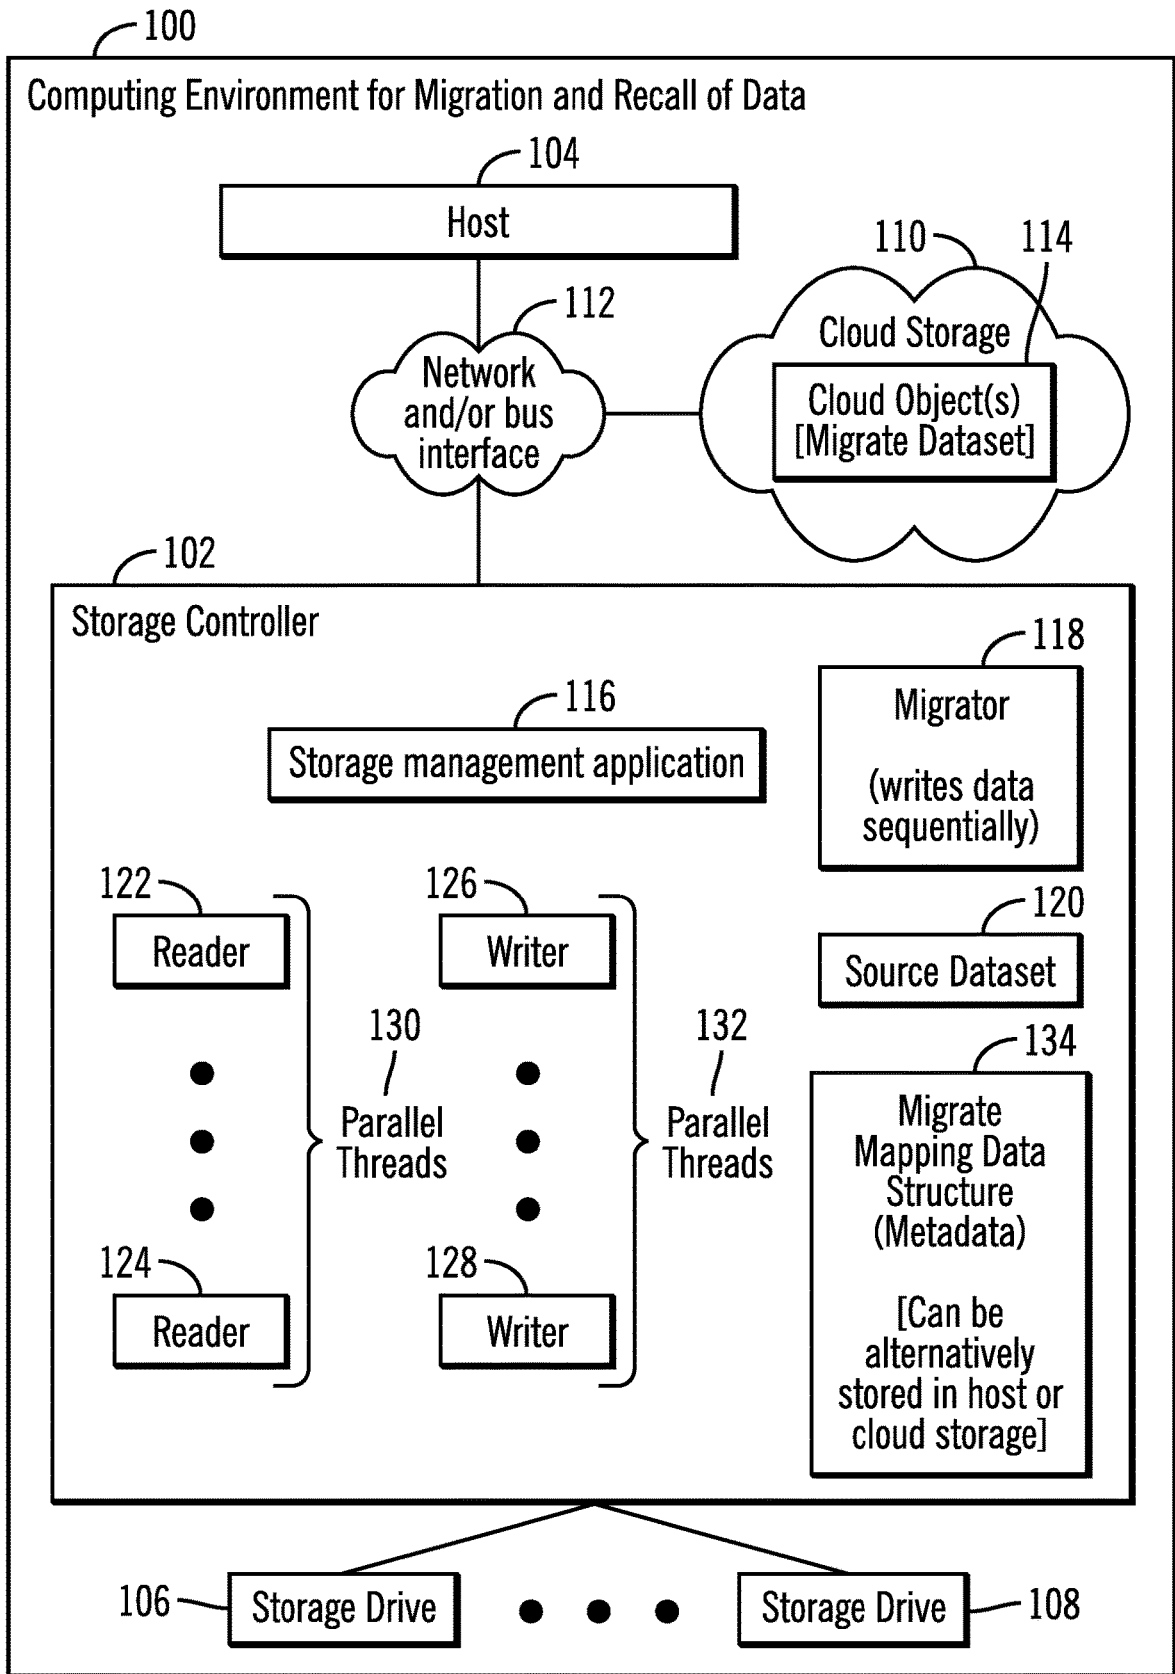 100
Computing Environment for Migration and Recall of Data
104
Host
110
114
112
Cloud Storage
Network
and/or bus
interface
Cloud Object(s)
[Migrate Dataset]
102
Storage Controller
118
Migrator
(writes data
sequentially)
116
Storage management application
122
Reader
126
Writer
120
Source Dataset
130
Parallel
Threads
132
Parallel
Threads
134
Migrate
Mapping Data
Structure
(Metadata)
[Can be
alternatively
stored in host or
cloud storage]
124
Reader
128
Writer
106
Storage Drive
Storage Drive
108